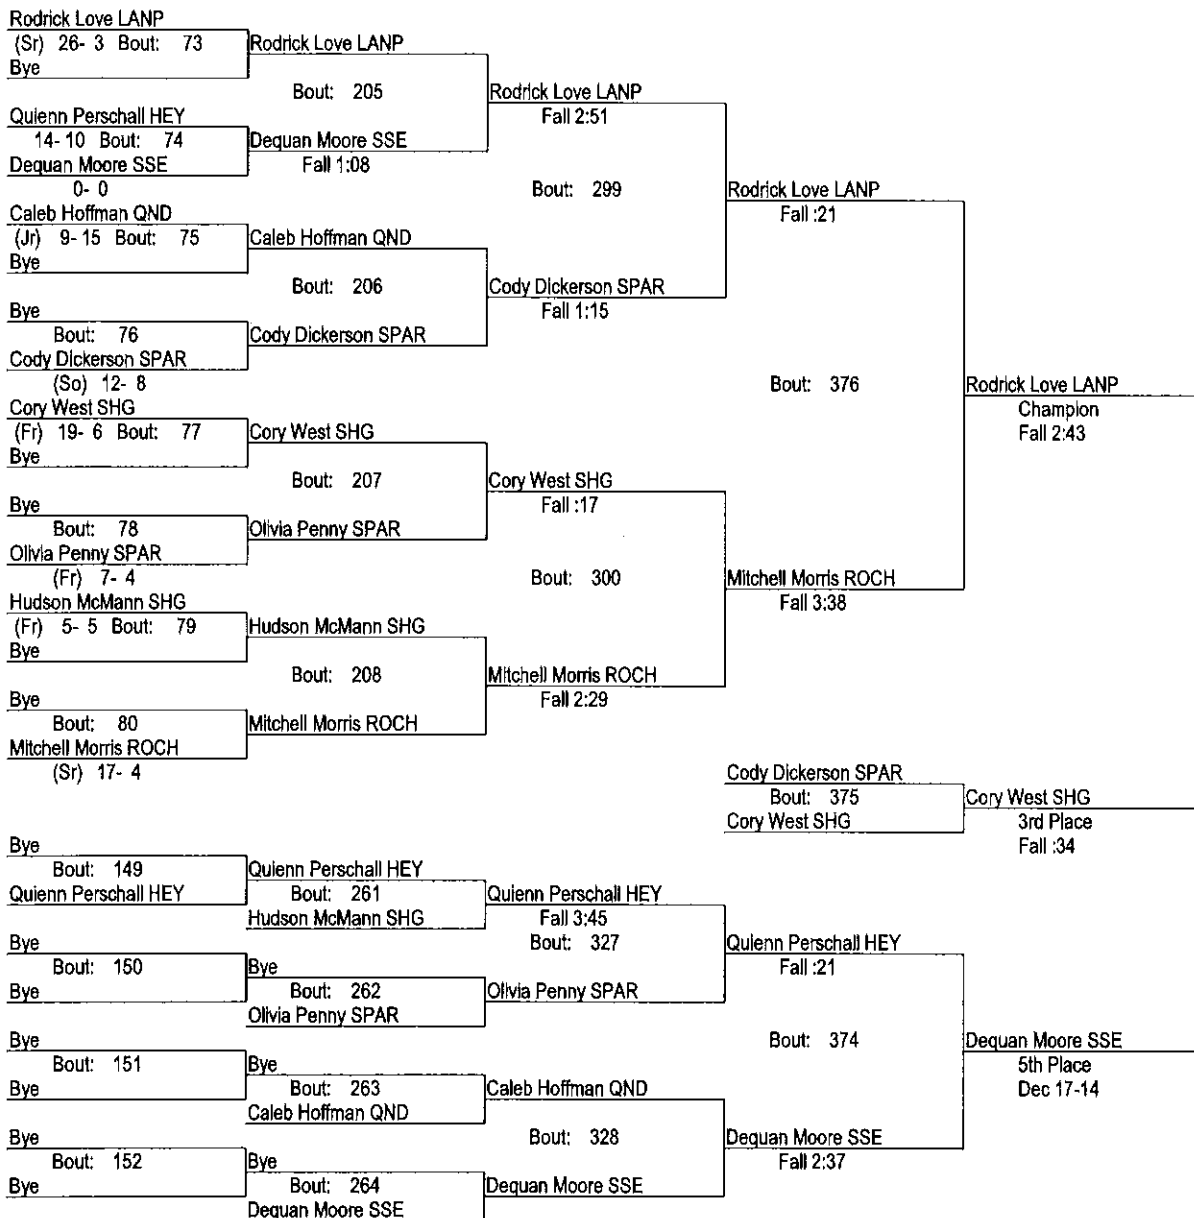 Rodrick Love LANP
(Sr) 26- 3 Bout: 73
Bye
Rodrick Love LANP
Bout: 205
Quienn Perschall HEY
14- 10 Bout: 74
Dequan Moore SSE
0- 0
Dequan Moore SSE
Fall 1:08
Rodrick Love LANP
Fall 2:51
Bout: 299
Caleb Hoffman QND
(Jr) 9- 15 Bout: 75
Bye
Caleb Hoffman QND
Bout: 206
Bye
Bout: 76
Cody Dickerson SPAR
(So) 12- 8
Cody Dickerson SPAR
Cody Dickerson SPAR
Fall 1:15
Rodrick Love LANP
Fall :21
Bout: 376
Cory West SHG
(Fr) 19- 6 Bout: 77
Bye
Cory West SHG
Bout: 207
Bye
Bout: 78
Olivia Penny SPAR
(Fr) 7- 4
Olivia Penny SPAR
Cory West SHG
Fall :17
Bout: 300
Hudson McMann SHG
(Fr) 5- 5 Bout: 79
Bye
Hudson McMann SHG
Bout: 208
Bye
Bout: 80
Mitchell Morris ROCH
(Sr) 17- 4
Mitchell Morris ROCH
Mitchell Morris ROCH
Fall 2:29
Mitchell Morris ROCH
Fall 3:38
Rodrick Love LANP
Champion
Fall 2:43
Cody Dickerson SPAR
Bout: 375
Cory West SHG
Cory West SHG
3rd Place
Fall :34
Bye
Bout: 149
Quienn Perschall HEY
Quienn Perschall HEY
Bout: 261
Hudson McMann SHG
Quienn Perschall HEY
Fall 3:45
Bout: 327
Bye
Bout: 150
Bye
Bye
Bout: 262
Olivia Penny SPAR
Olivia Penny SPAR
Quienn Perschall HEY
Fall :21
Bout: 374
Bye
Bout: 151
Bye
Bye
Bout: 263
Caleb Hoffman QND
Caleb Hoffman QND
Bout: 328
Bye
Bout: 152
Bye
Bye
Bout: 264
Dequan Moore SSE
Dequan Moore SSE
Dequan Moore SSE
Fall 2:37
Dequan Moore SSE
5th Place
Dec 17-14